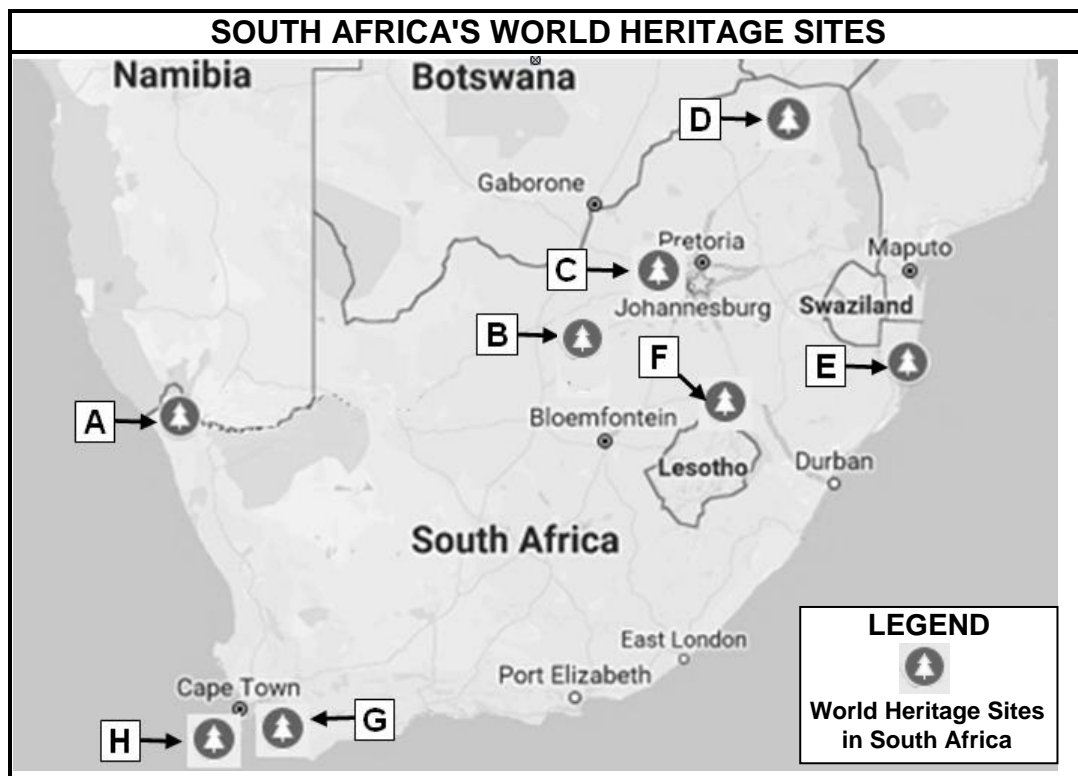 SOUTH AFRICA'S WORLD HERITAGE SITES
Namibia
Botswana
D
Gaborone
Pretoria
Maputo
C
Johannesburg
Swaziland
B
F
E
A
Bloemfontein
Lesotho
Durban
South Africa
East London
Port Elizabeth
Cape Town
G
H
LEGEND
World Heritage Sites
in South Africa